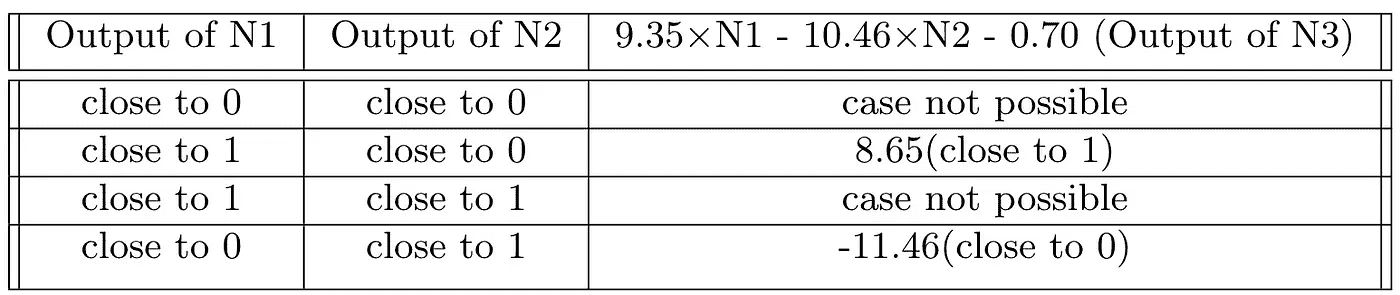 Output of N1 Output of N2 9.35×N1 - 10.46×N2 - 0.70 (Output of N3)
close to 0 close to 0 case not possible
close to 1 close to 0 8.65(close to 1)
close to 1 close to 1 case not possible
close to 0 close to 1 -11.46(close to 0)